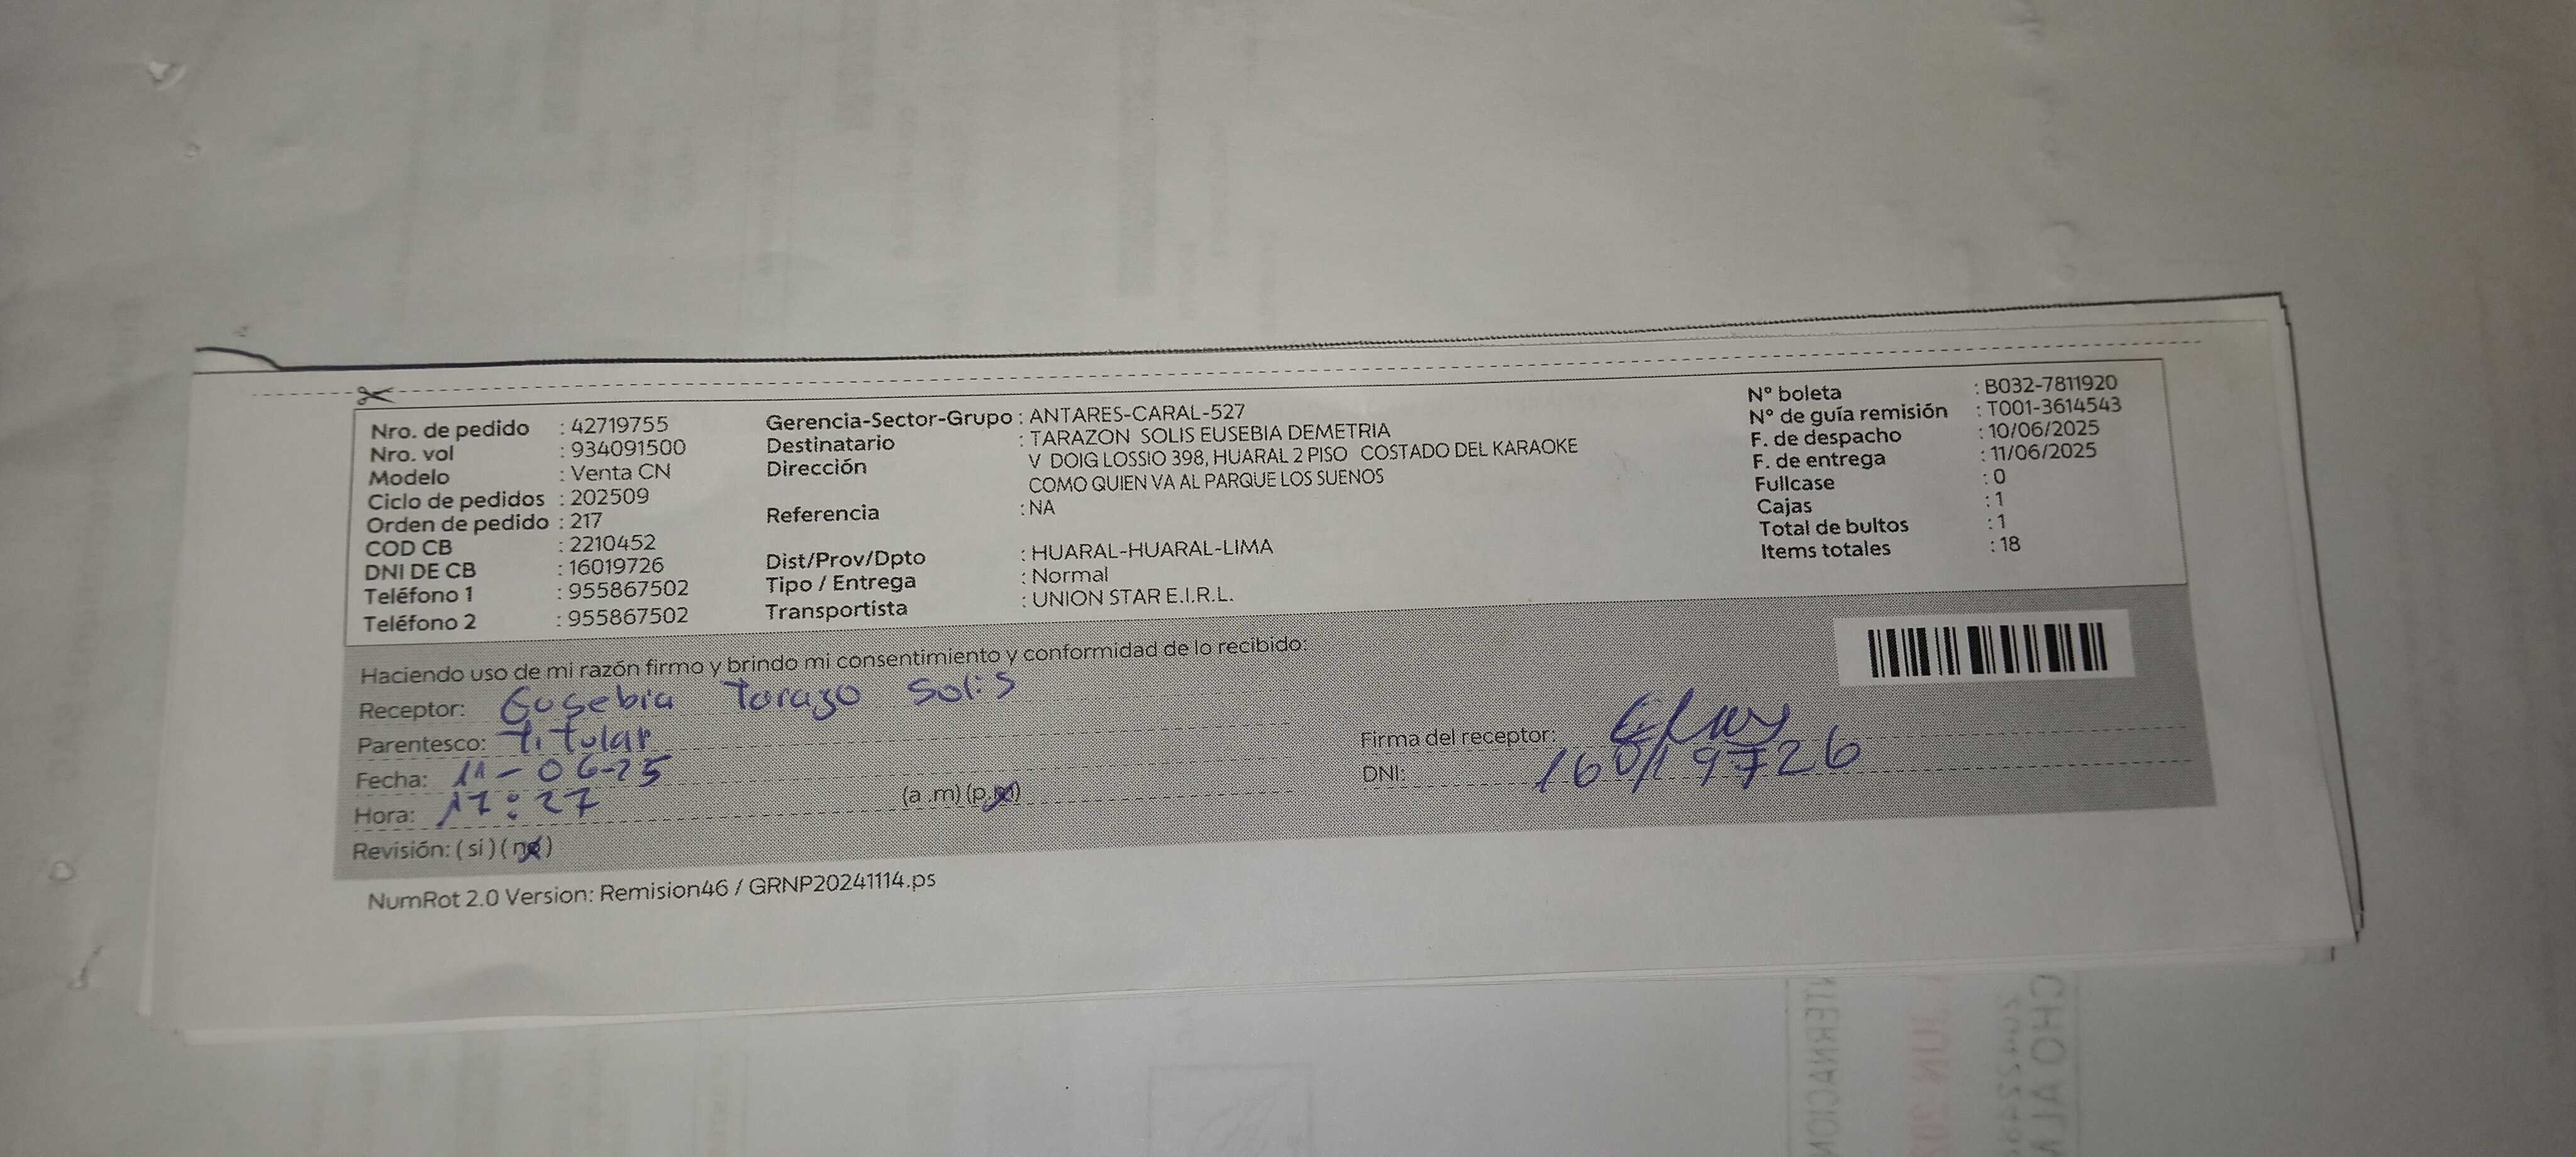 Nro. de pedido : 42719755
Nro. vol : 934091500
Modelo : Venta CN
Ciclo de pedidos : 202509
Orden de pedido : 217
COD CB : 2210452
DNI DE CB : 16019726
Teléfono 1 : 955867502
Teléfono 2 : 955867502
Gerencia-Sector-Grupo : ANTARES-CARAL-527
Destinatario : TARAZON SOLIS EUSEBIA DEMETRIA
Dirección V DOIG LOSSIO 398, HUARAL 2 PISO COSTADO DEL KARAOKE
COMO QUIEN VA AL PARQUE LOS SUENOS
Referencia : NA
Dist/Prov/Dpto : HUARAL-HUARAL-LIMA
Tipo / Entrega : Normal
Transportista : UNION STAR E.I.R.L.
N° boleta : B032-7811920
N° de guía remisión : T001-3614543
F. de despacho : 10/06/2025
F. de entrega : 11/06/2025
Fullcase : 0
Cajas : 1
Total de bultos : 1
Items totales : 18
Haciendo uso de mi razón firmo y brindo mi consentimiento y conformidad de lo recibido:
Receptor: Eusebia Tarazo Solis
Parentesco: Titular
Fecha: 11-06-25
Hora: 17:27 (a.m) (p.m)
Revisión: (si) (no)
Firma del receptor:
DNI: 16019726
NumRot 2.0 Version: Remision46 / GRNP20241114.ps